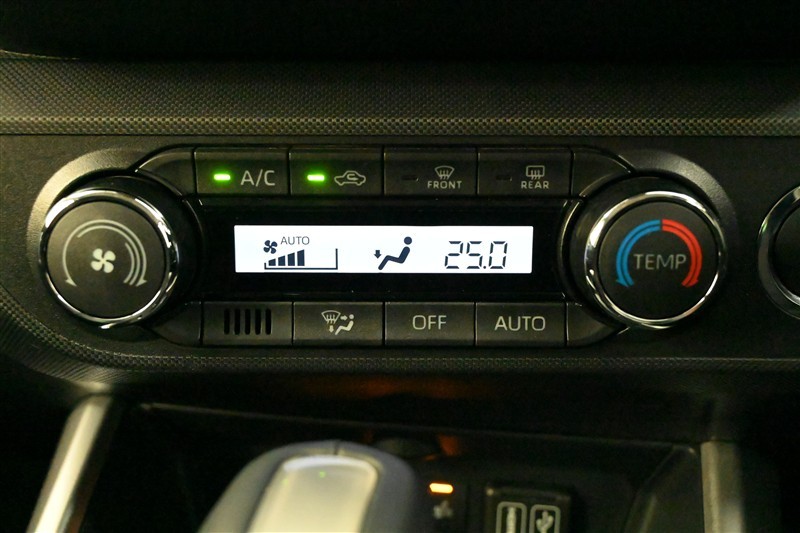 A/C
FRONT
REAR
AUTO
25.0
TEMP
OFF
AUTO